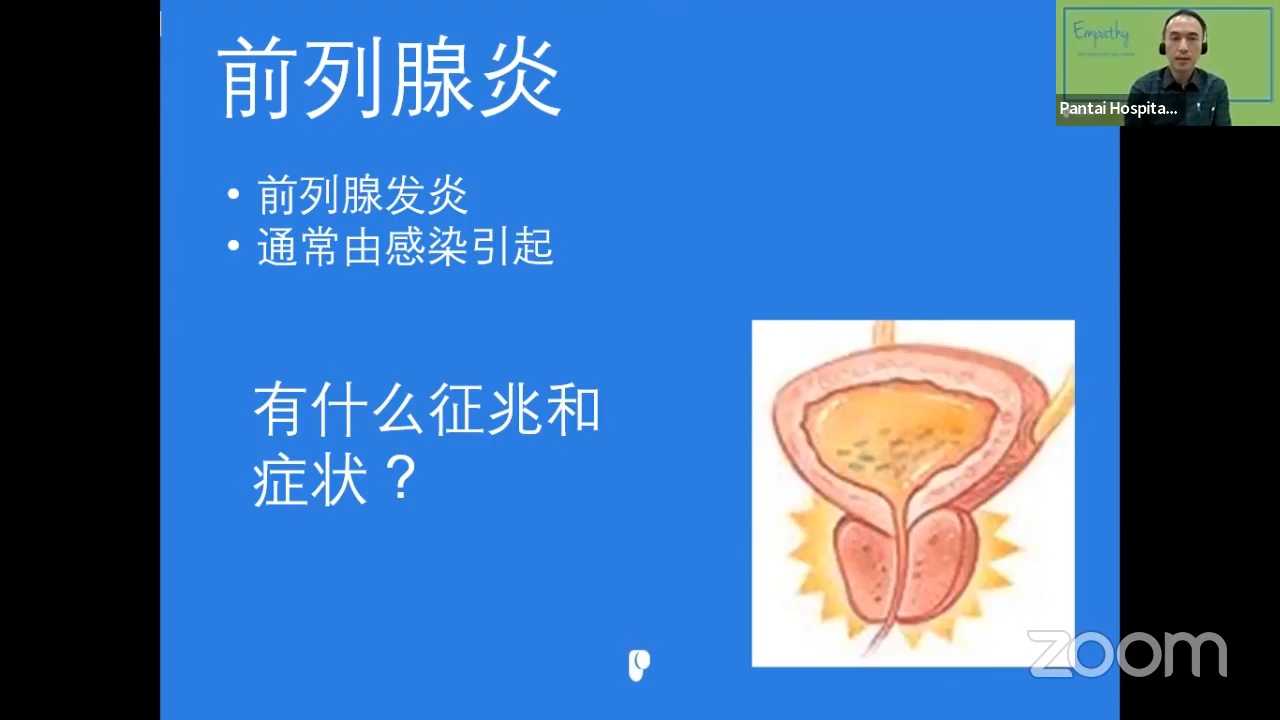 前列腺炎
• 前列腺发炎
• 通常由感染引起
有什么征兆和
症状？
Empathy
Pantai Hospita...
zoom